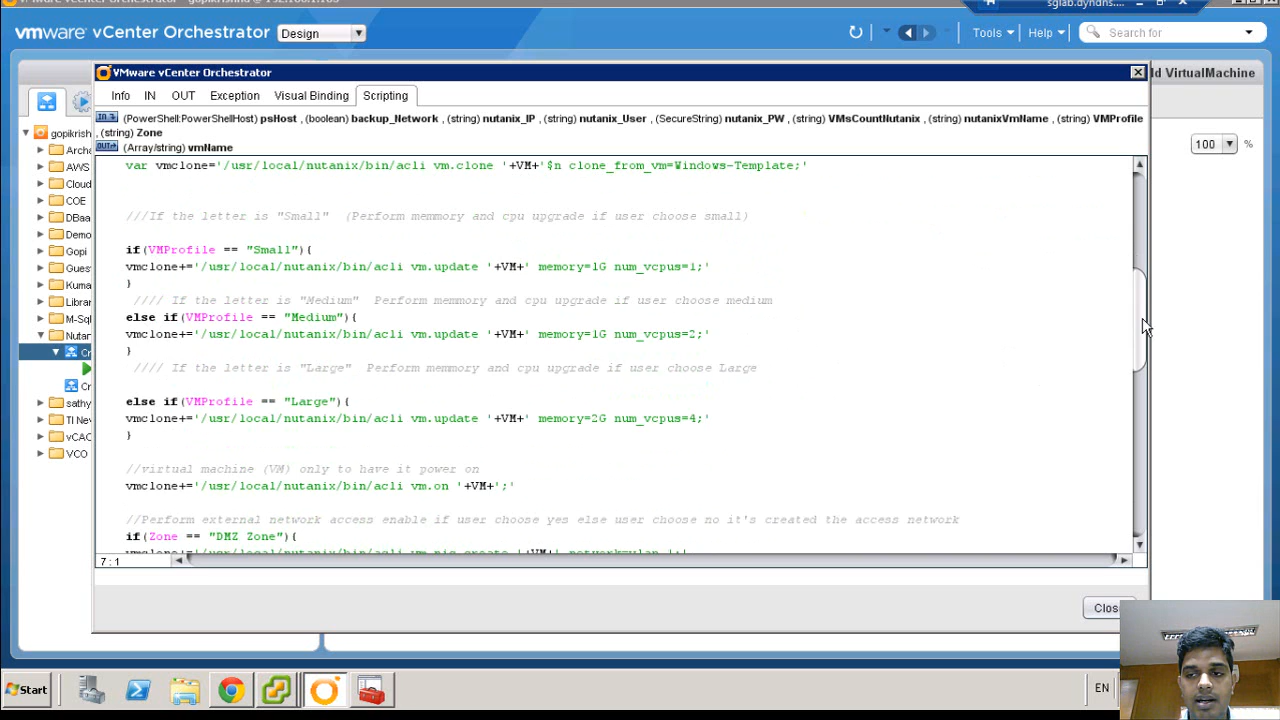 sglab.dyndns....
vmware vCenter Orchestrator
Design
Tools
Help
Search for
VMware vCenter Orchestrator
ld VirtualMachine
Info
IN
OUT
Exception
Visual Binding
Scripting
(PowerShell:PowerShellHost) psHost , (boolean) backup_Network , (string) nutanix_IP , (string) nutanix_User , (SecureString) nutanix_PW , (string) VMsCountNutanix , (string) nutanixVmName , (string) VMProfile
, (string) Zone
(Array/string) vmName
100
%
var vmclone='/usr/local/nutanix/bin/acli vm.clone '+VM+'$n clone_from_vm=Windows-Template;'
///If the letter is "Small" (Perform memmory and cpu upgrade if user choose small)
if(VMProfile == "Small"){
vmclone+='/usr/local/nutanix/bin/acli vm.update '+VM+' memory=1G num_vcpus=1;'
}
//// If the letter is "Medium" Perform memmory and cpu upgrade if user choose medium
else if(VMProfile == "Medium"){
vmclone+='/usr/local/nutanix/bin/acli vm.update '+VM+' memory=1G num_vcpus=2;'
}
//// If the letter is "Large" Perform memmory and cpu upgrade if user choose Large
else if(VMProfile == "Large"){
vmclone+='/usr/local/nutanix/bin/acli vm.update '+VM+' memory=2G num_vcpus=4;'
}
//virtual machine (VM) only to have it power on
vmclone+='/usr/local/nutanix/bin/acli vm.on '+VM+';'
//Perform external network access enable if user choose yes else user choose no it's created the access network
if(Zone == "DMZ Zone"){
7:1
gopikrish
Arch
AWS
Cloud
COE
DBaa
Demo
Gopi
Gues
Kuma
Librar
M-Sql
Nutan
Cr
Cr
sathy
TI Ne
vCAC
VCO
Clos
Start
EN